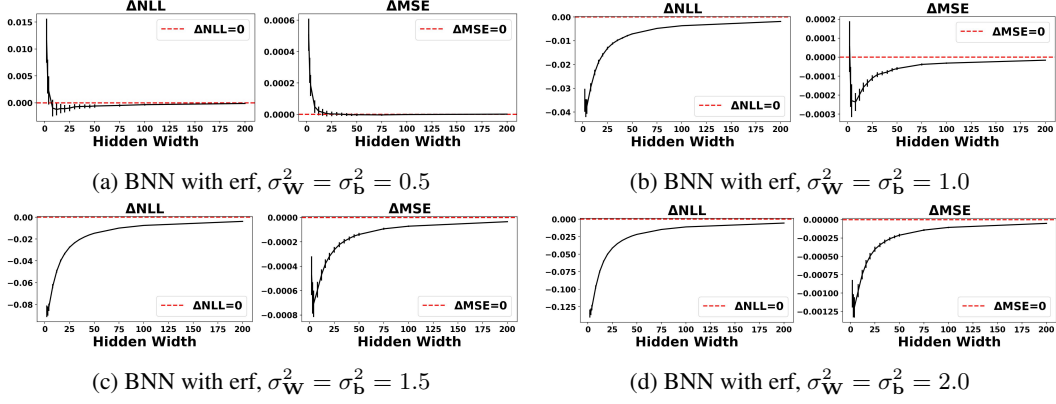 ΔNLL
0.015
0.010
0.005
0.000
ΔNLL=0
0 25 50 75 100 125 150 175 200
Hidden Width
ΔMSE
0.0006
0.0004
0.0002
0.0000
ΔMSE=0
0 25 50 75 100 125 150 175 200
Hidden Width
(a) BNN with erf, σ²_W = σ²_b = 0.5
ΔNLL
0.00
−0.01
−0.02
−0.03
−0.04
ΔNLL=0
0 25 50 75 100 125 150 175 200
Hidden Width
ΔMSE
0.0002
0.0001
0.0000
−0.0001
−0.0002
−0.0003
ΔMSE=0
0 25 50 75 100 125 150 175 200
Hidden Width
(b) BNN with erf, σ²_W = σ²_b = 1.0
ΔNLL
0.00
−0.02
−0.04
−0.06
−0.08
ΔNLL=0
0 25 50 75 100 125 150 175 200
Hidden Width
ΔMSE
0.0000
−0.0002
−0.0004
−0.0006
−0.0008
ΔMSE=0
0 25 50 75 100 125 150 175 200
Hidden Width
(c) BNN with erf, σ²_W = σ²_b = 1.5
ΔNLL
0.000
−0.025
−0.050
−0.075
−0.100
−0.125
ΔNLL=0
0 25 50 75 100 125 150 175 200
Hidden Width
ΔMSE
0.00000
−0.00025
−0.00050
−0.00075
−0.00100
−0.00125
ΔMSE=0
0 25 50 75 100 125 150 175 200
Hidden Width
(d) BNN with erf, σ²_W = σ²_b = 2.0